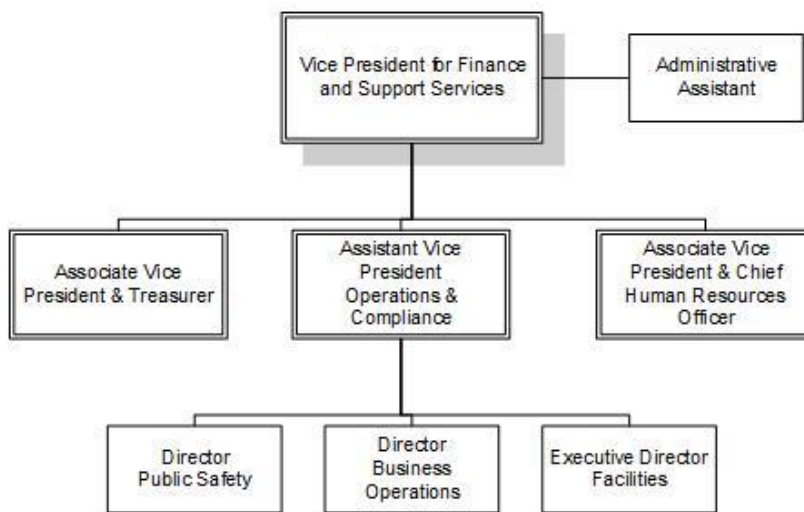 Vice President for Finance
and Support Services
Administrative
Assistant
Associate Vice
President & Treasurer
Assistant Vice
President
Operations &
Compliance
Associate Vice
President & Chief
Human Resources
Officer
Director
Public Safety
Director
Business
Operations
Executive Director
Facilities